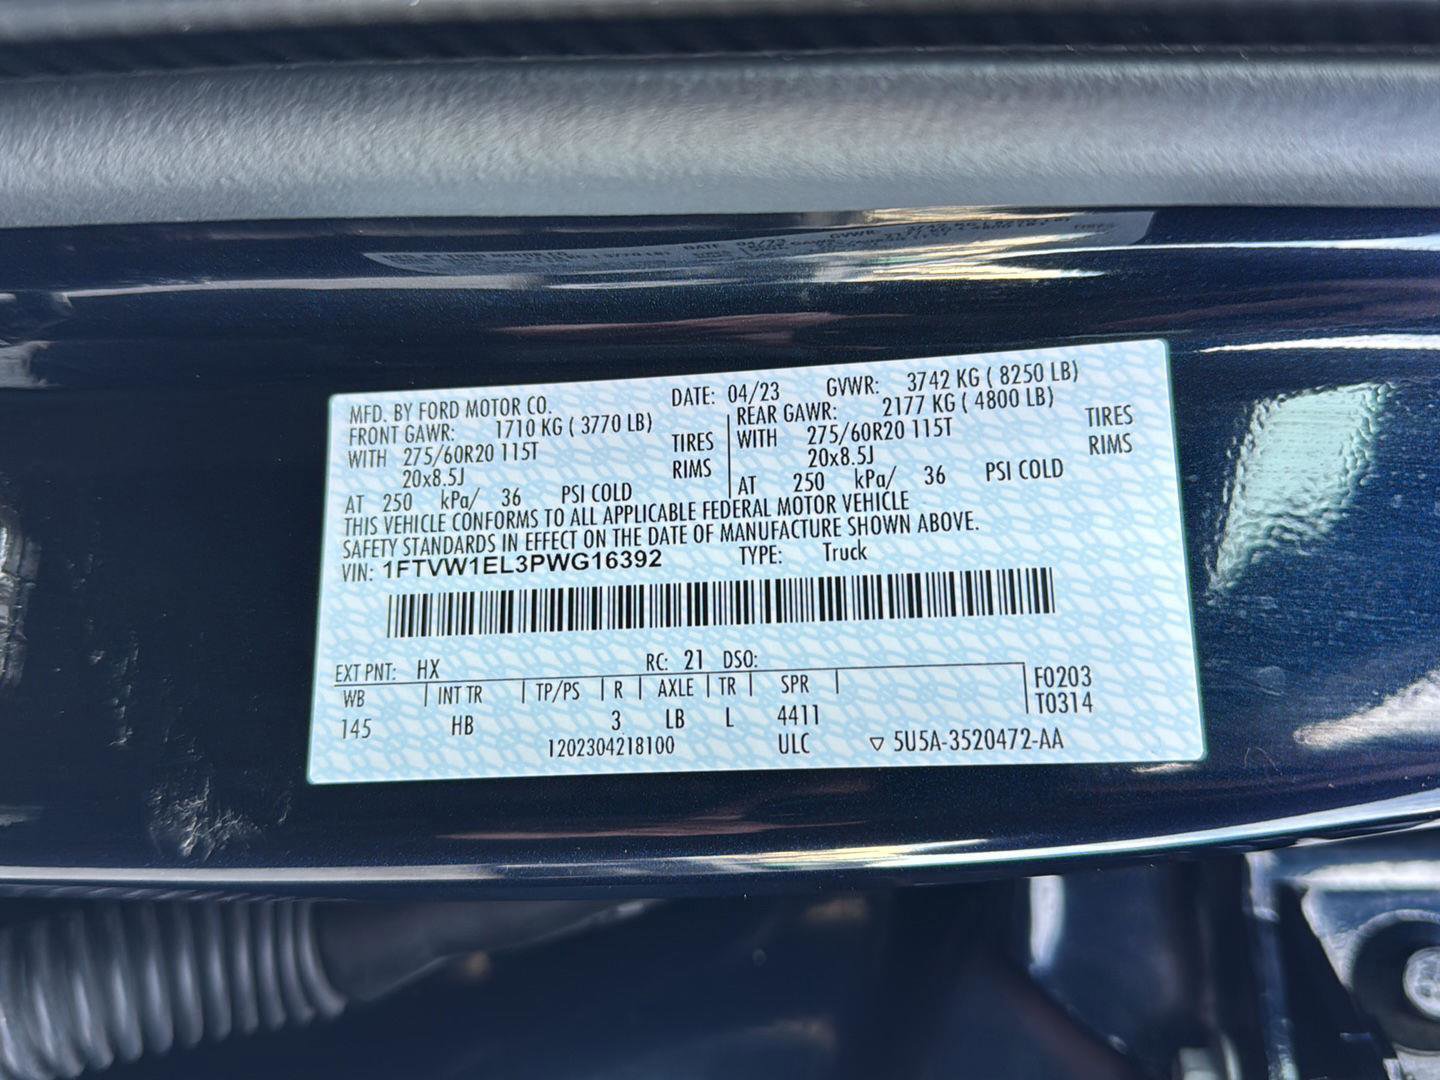 MFD. BY FORD MOTOR CO. DATE: 04/23 GVWR: 3742 KG ( 8250 LB)
FRONT GAWR: 1710 KG ( 3770 LB) REAR GAWR: 2177 KG ( 4800 LB)
WITH 275/60R20 115T TIRES WITH 275/60R20 115T TIRES
20x8.5J RIMS 20x8.5J RIMS
AT 250 kPa/ 36 PSI COLD AT 250 kPa/ 36 PSI COLD
THIS VEHICLE CONFORMS TO ALL APPLICABLE FEDERAL MOTOR VEHICLE
SAFETY STANDARDS IN EFFECT ON THE DATE OF MANUFACTURE SHOWN ABOVE.
VIN: 1FTVW1EL3PWG16392 TYPE: Truck
EXT PNT: HX RC: 21 DSO:
WB INT TR TP/PS R AXLE TR SPR F0203
145 HB 3 LB L 4411 T0314
1202304218100 ULC ▽ 5U5A-3520472-AA